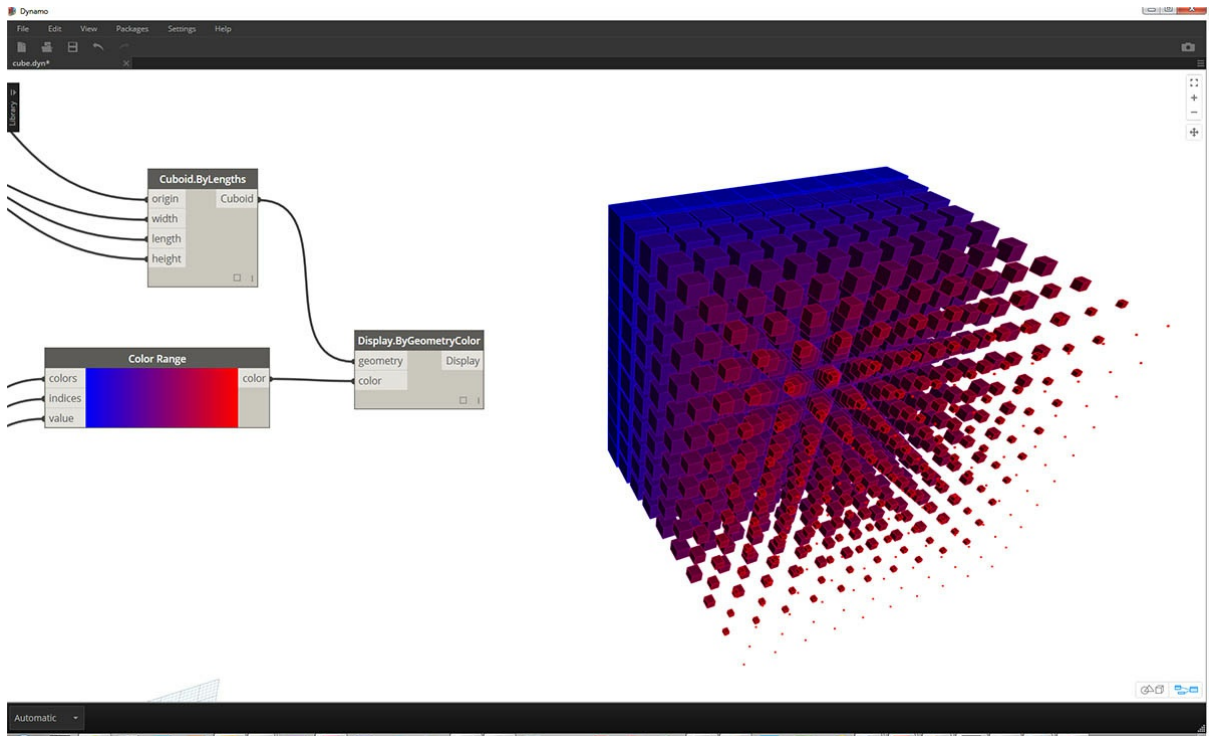 Dynamo
File Edit View Packages Settings Help
cube.dyn*
Library
Cuboid.ByLengths
origin Cuboid
width
length
height
Display.ByGeometryColor
geometry Display
color
Color Range
colors color
indices
value
Automatic